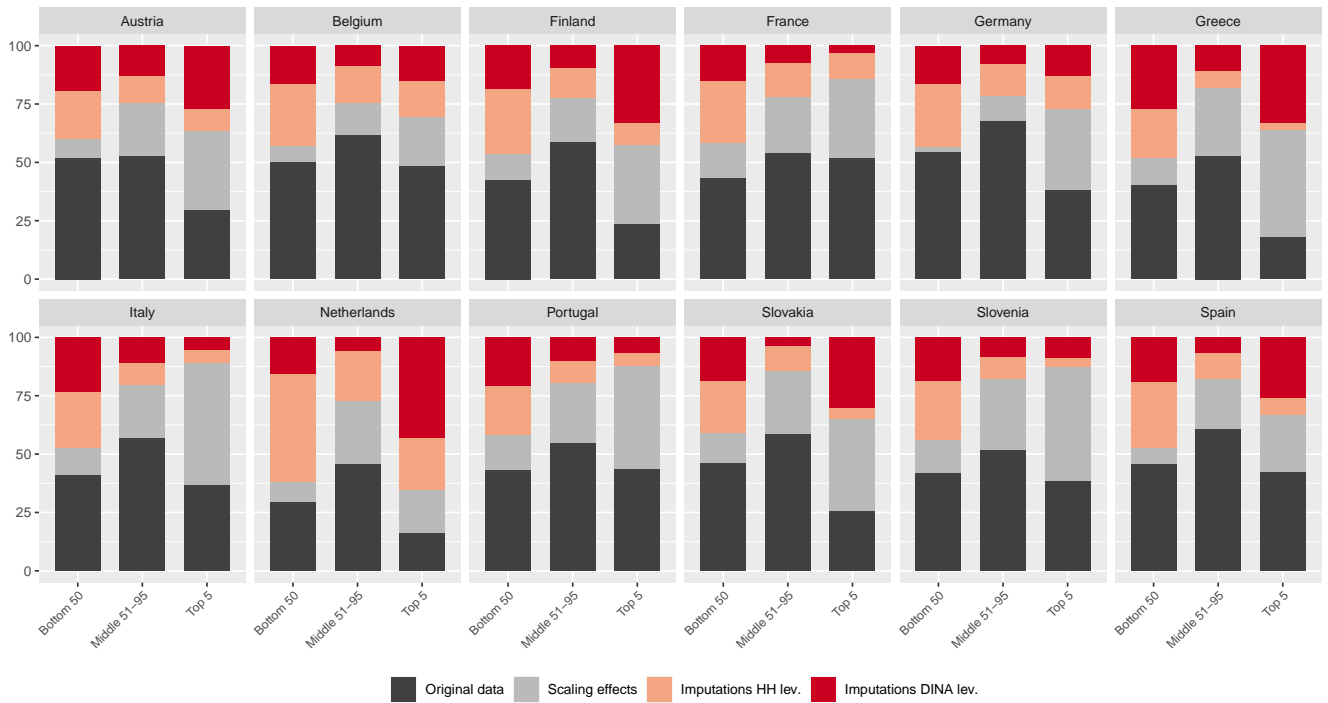 Austria Belgium Finland France Germany Greece
100
75
50
25
0
Italy Netherlands Portugal Slovakia Slovenia Spain
100
75
50
25
0
Bottom 50 Middle 51–95 Top 5 Bottom 50 Middle 51–95 Top 5 Bottom 50 Middle 51–95 Top 5 Bottom 50 Middle 51–95 Top 5 Bottom 50 Middle 51–95 Top 5 Bottom 50 Middle 51–95 Top 5
Original data Scaling effects Imputations HH lev. Imputations DINA lev.